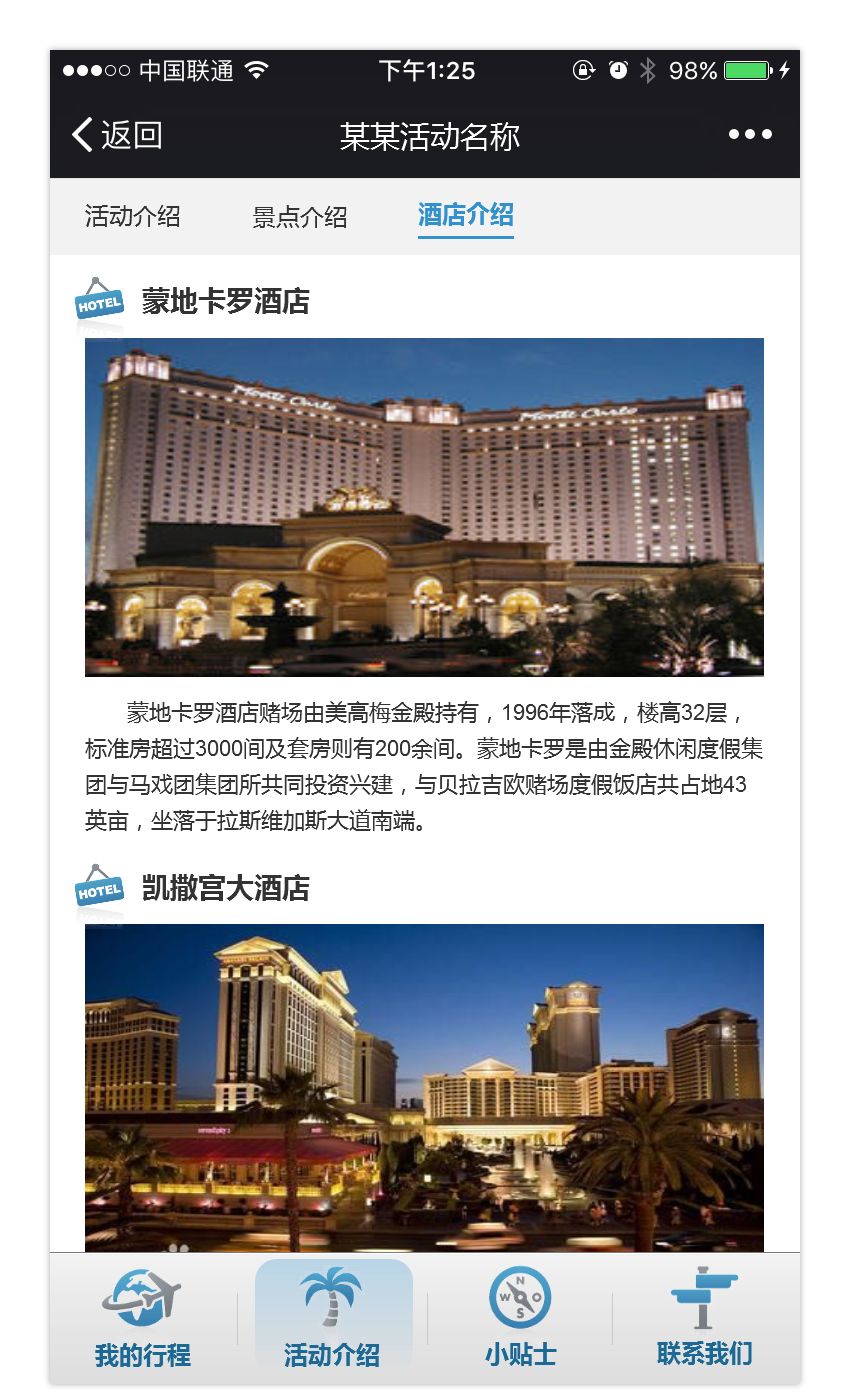 中国联通 下午1:25 98%
返回 某某活动名称
活动介绍 景点介绍 酒店介绍
HOTEL 蒙地卡罗酒店
Monte Carlo Monte Carlo
蒙地卡罗酒店赌场由美高梅金殿持有，1996年落成，楼高32层，
标准房超过3000间及套房则有200余间。蒙地卡罗是由金殿休闲度假集
团与马戏团集团所共同投资兴建，与贝拉吉欧赌场度假饭店共占地43
英亩，坐落于拉斯维加斯大道南端。
HOTEL 凯撒宫大酒店
CAESARS PALACE
N
W O
S
我的行程 活动介绍 小贴士 联系我们